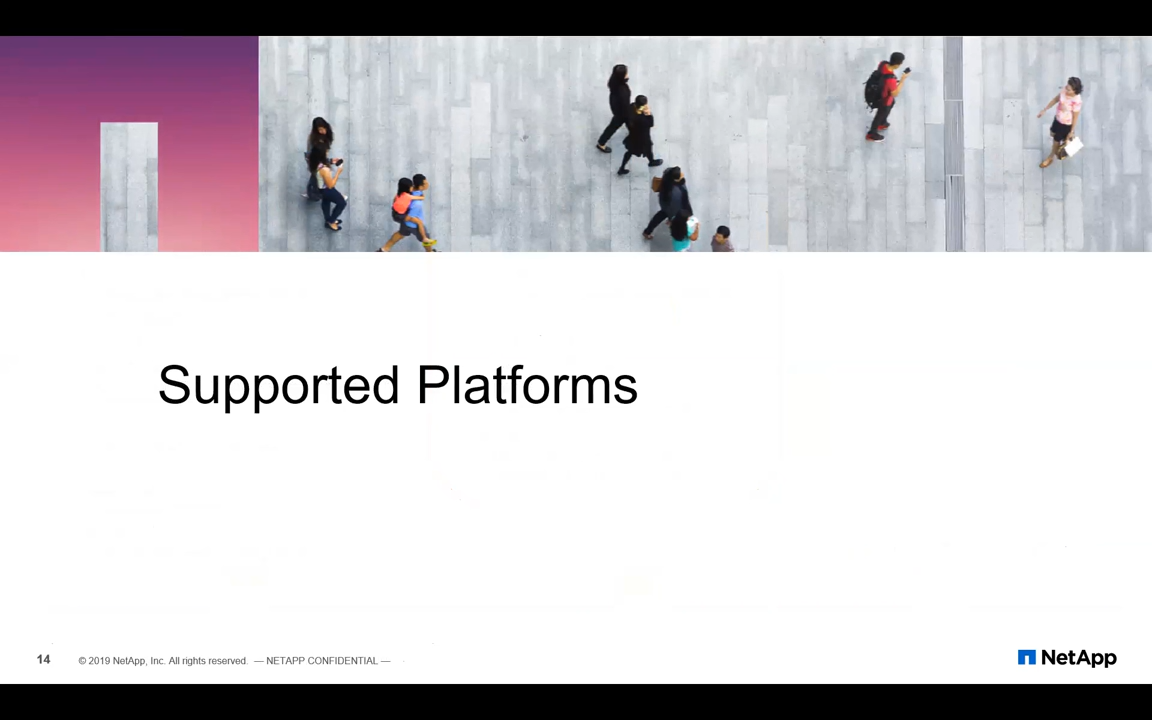 Supported Platforms
14
© 2019 NetApp, Inc. All rights reserved. — NETAPP CONFIDENTIAL —
NetApp